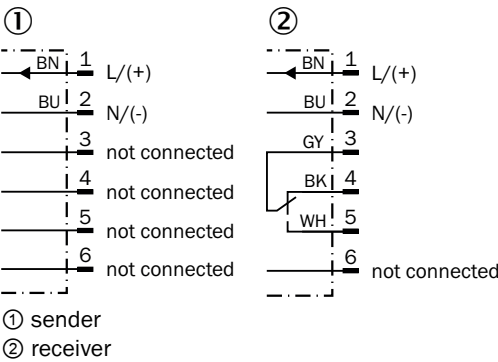 ① ②
BN 1 L/(+) BN 1 L/(+)
BU 2 N/(-) BU 2 N/(-)
3 not connected GY 3
4 not connected BK 4
5 not connected WH 5
6 not connected 6 not connected
① sender
② receiver